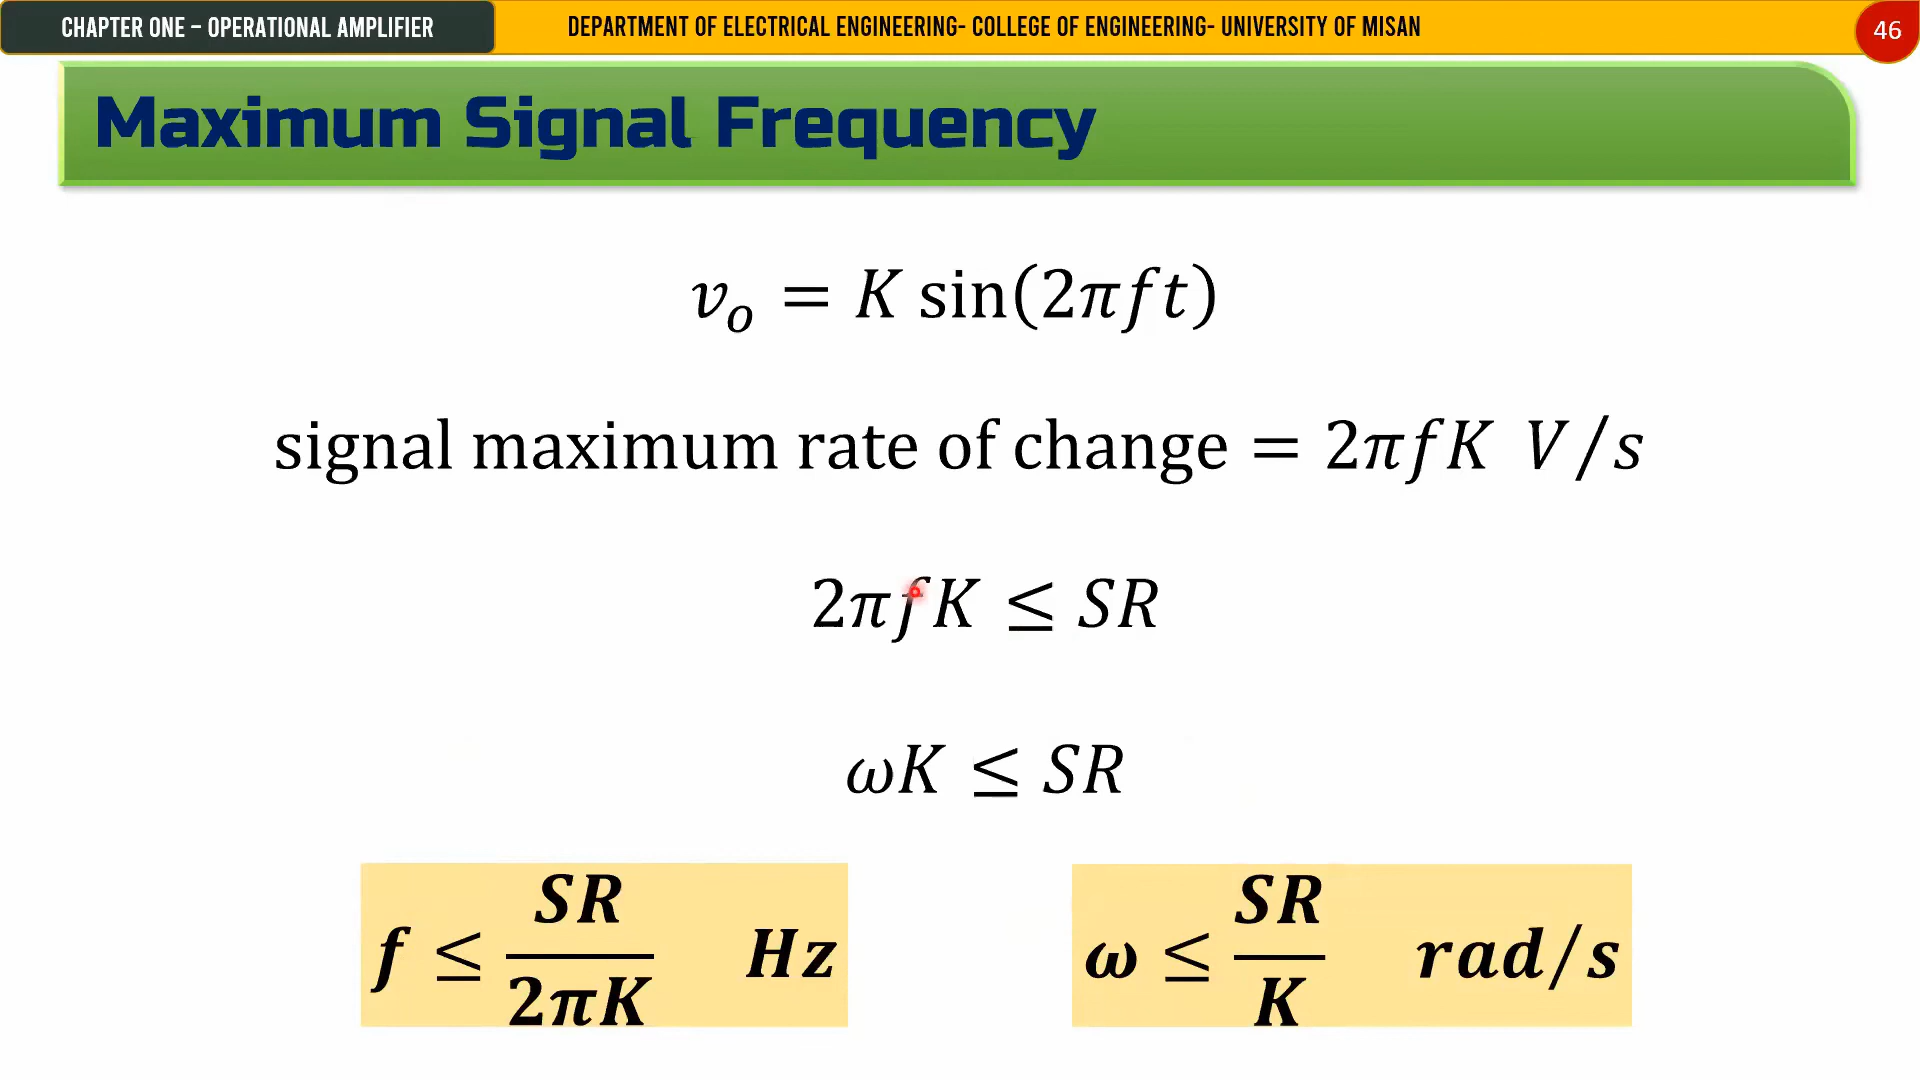 CHAPTER ONE – OPERATIONAL AMPLIFIER
DEPARTMENT OF ELECTRICAL ENGINEERING- COLLEGE OF ENGINEERING- UNIVERSITY OF MISAN
46
Maximum Signal Frequency
v_o = K sin(2πft)
signal maximum rate of change = 2πfK V/s
2πfK ≤ SR
ωK ≤ SR
f ≤ SR/2πK Hz
ω ≤ SR/K rad/s